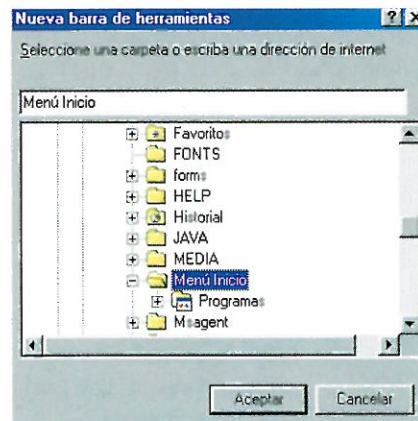 Nueva barra de herramientas
Seleccione una carpeta o escriba una dirección de internet
Menú Inicio
Favoritos
FONTS
forms
HELP
Historial
JAVA
MEDIA
Menú Inicio
Programas
Msagent
Aceptar
Cancelar